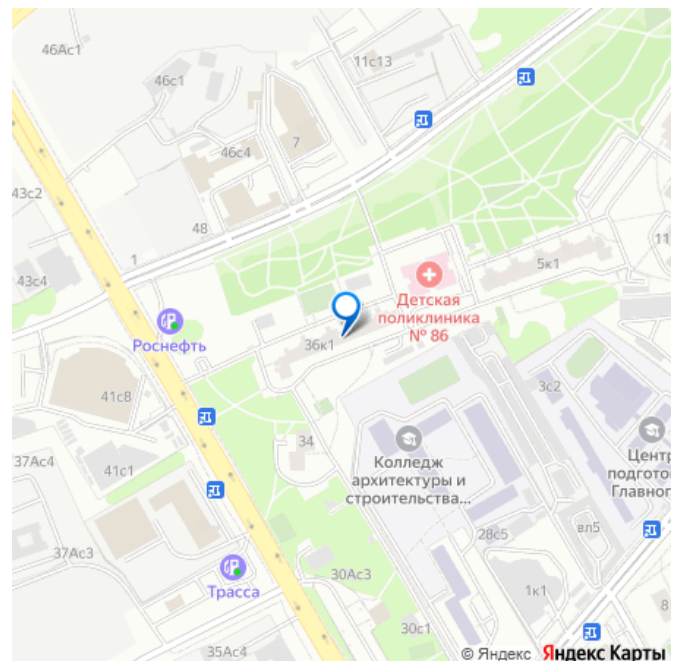 46Ас1
11с13
46с1
7
46с4
43с2
48
1
11
5к1
43с4
Детская
поликлиника
№ 86
Роснефть
36к1
3с2
41с8
34
Колледж
архитектуры и
строительства...
Центр
подгото
Главног
37Ас4
41с1
28с5
вл5
37Ас3
30Ас3
Трасса
1к1
8
30с1
35Ас4
© Яндекс Яндекс Карты